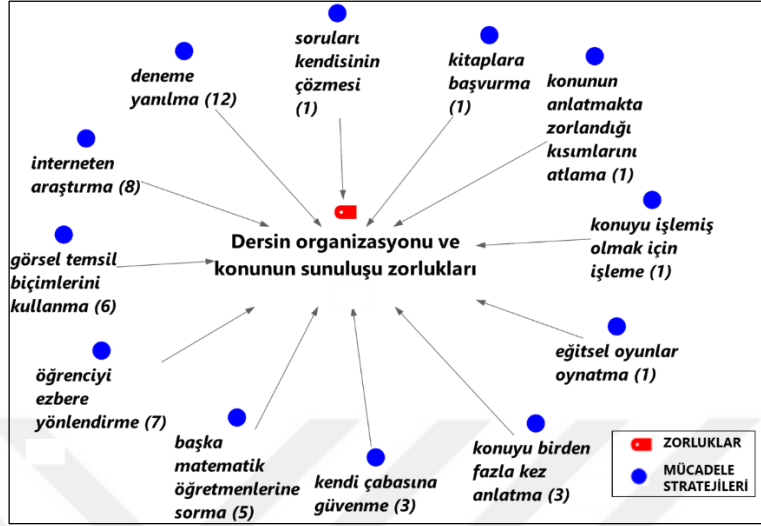 deneme
yanılma (12)
soruları
kendisinin
çözmesi
(1)
kitaplara
başvurma
(1)
konunun
anlatmakta
zorlandığı
kısımlarını
atlama (1)
interneten
araştırma (8)
konuyu işlemiş
olmak için
işleme (1)
Dersin organizasyonu ve
konunun sunuluşu zorlukları
görsel temsil
biçimlerini
kullanma (6)
eğitsel oyunlar
oynatma (1)
öğrenciyi
ezbere
yönlendirme (7)
başka
matematik
öğretmenlerine
sorma (5)
kendi çabasına
güvenme (3)
konuyu birden
fazla kez
anlatma (3)
ZORLUKLAR
MÜCADELE
STRATEJİLERİ